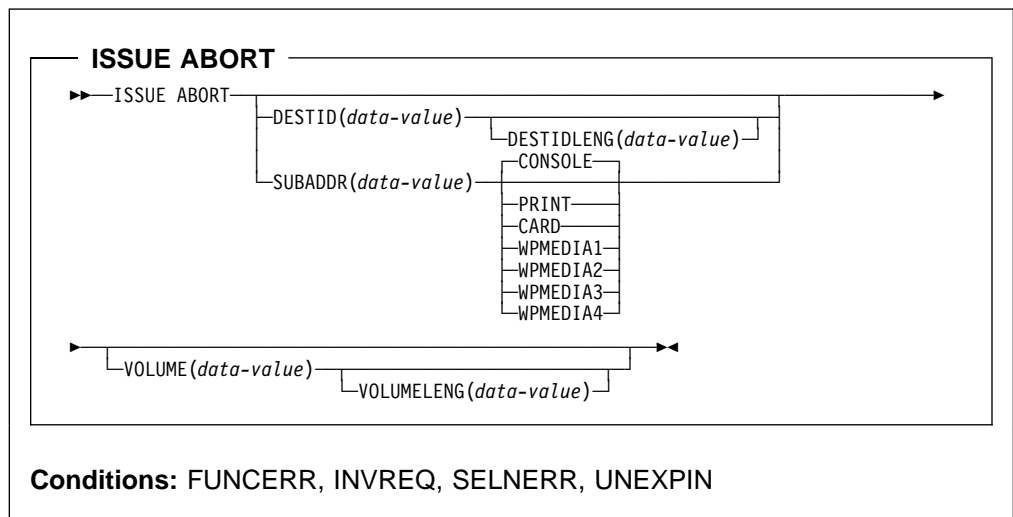 ISSUE ABORT
ISSUE ABORT
DESTID(data-value)
DESTIDLENG(data-value)
CONSOLE
SUBADDR(data-value)
PRINT
CARD
WPMEDIA1
WPMEDIA2
WPMEDIA3
WPMEDIA4
VOLUME(data-value)
VOLUMELENG(data-value)
Conditions: FUNCERR, INVREQ, SELNERR, UNEXPIN